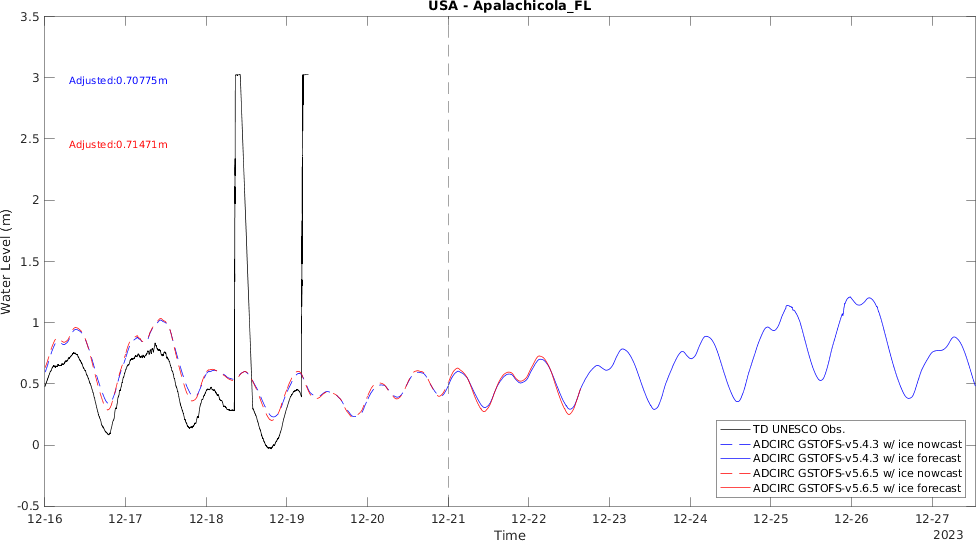 USA - Apalachicola_FL
3.5
3
2.5
2
1.5
1
0.5
0
-0.5
Water Level (m)
Adjusted:0.70775m
Adjusted:0.71471m
TD UNESCO Obs.
ADCIRC GSTOFS-v5.4.3 w/ ice nowcast
ADCIRC GSTOFS-v5.4.3 w/ ice forecast
ADCIRC GSTOFS-v5.6.5 w/ ice nowcast
ADCIRC GSTOFS-v5.6.5 w/ ice forecast
12-16 12-17 12-18 12-19 12-20 12-21 12-22 12-23 12-24 12-25 12-26 12-27
Time
2023